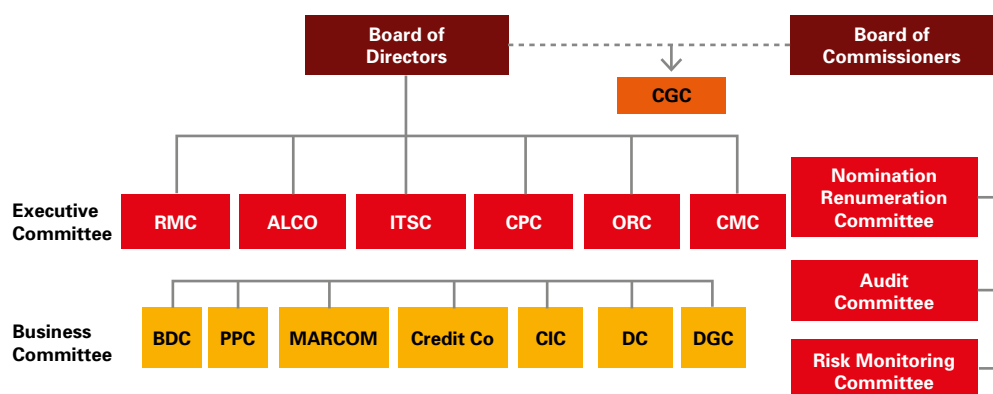 Board of
Directors
Board of
Commissioners
CGC
Executive
Committee
RMC
ALCO
ITSC
CPC
ORC
CMC
Nomination
Renumeration
Committee
Audit
Committee
Business
Committee
BDC
PPC
MARCOM
Credit Co
CIC
DC
DGC
Risk Monitoring
Committee